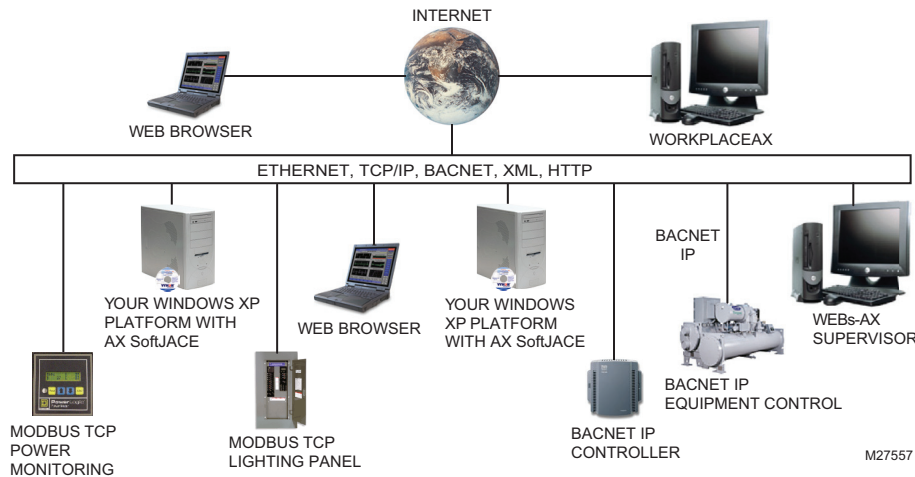 INTERNET
WEB BROWSER
WORKPLACEAX
ETHERNET, TCP/IP, BACNET, XML, HTTP
YOUR WINDOWS XP
PLATFORM WITH
AX SoftJACE
WEB BROWSER
YOUR WINDOWS
XP PLATFORM
WITH AX SoftJACE
BACNET
IP
WEBs-AX
SUPERVISOR
MODBUS TCP
POWER
MONITORING
MODBUS TCP
LIGHTING PANEL
BACNET IP
CONTROLLER
BACNET IP
EQUIPMENT CONTROL
M27557